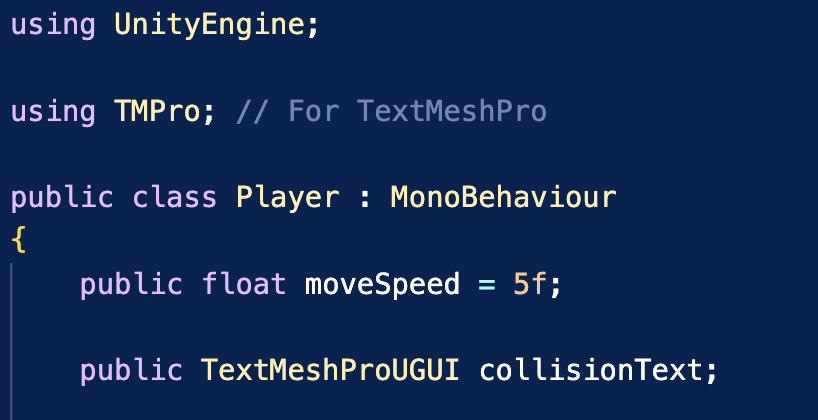 using UnityEngine;
using TMPro; // For TextMeshPro
public class Player : MonoBehaviour
{
public float moveSpeed = 5f;
public TextMeshProUGUI collisionText;